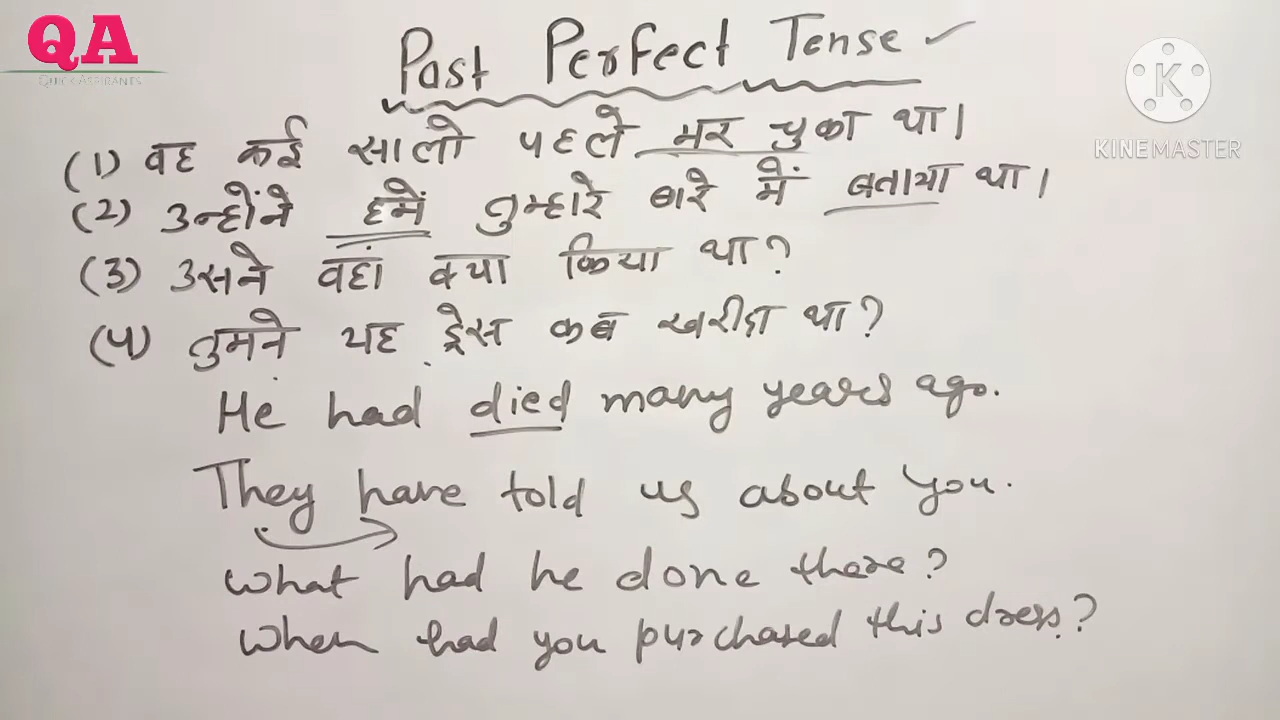 QA
QUICK ASPIRANTS
Past Perfect Tense ✓
KINEMASTER
(1) वह कई सालो पहले मर चुका था।
(2) उन्होंने हमें तुम्हारे बारे में बताया था।
(3) उसने वहां क्या किया था?
(4) तुमने यह ड्रेस कब खरीदा था?
He had died many years ago.
They have told us about you.
What had he done there?
When had you purchased this dress?